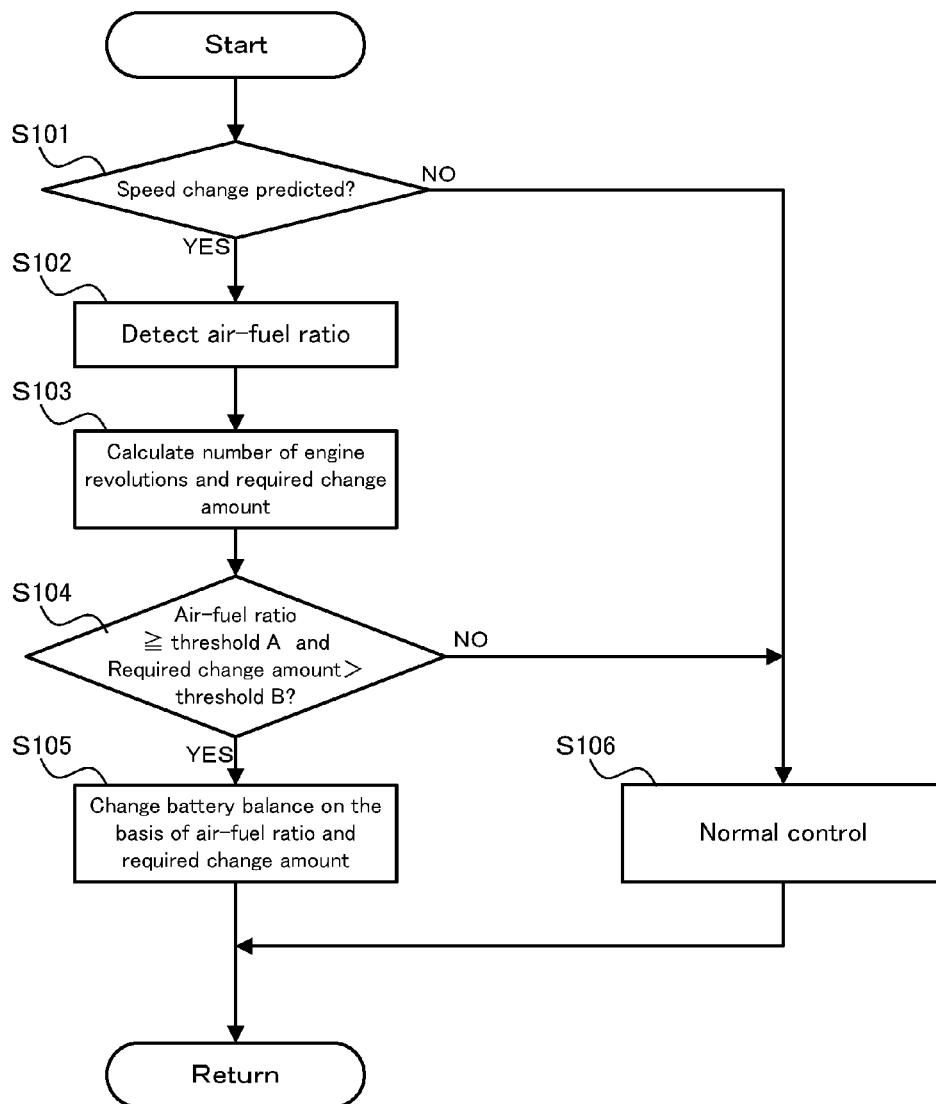 Start
S101
Speed change predicted?
NO
YES
S102
Detect air-fuel ratio
S103
Calculate number of engine
revolutions and required change
amount
S104
Air-fuel ratio
≧ threshold A and
Required change amount>
threshold B?
NO
YES
S105
Change battery balance on the
basis of air-fuel ratio and
required change amount
S106
Normal control
Return